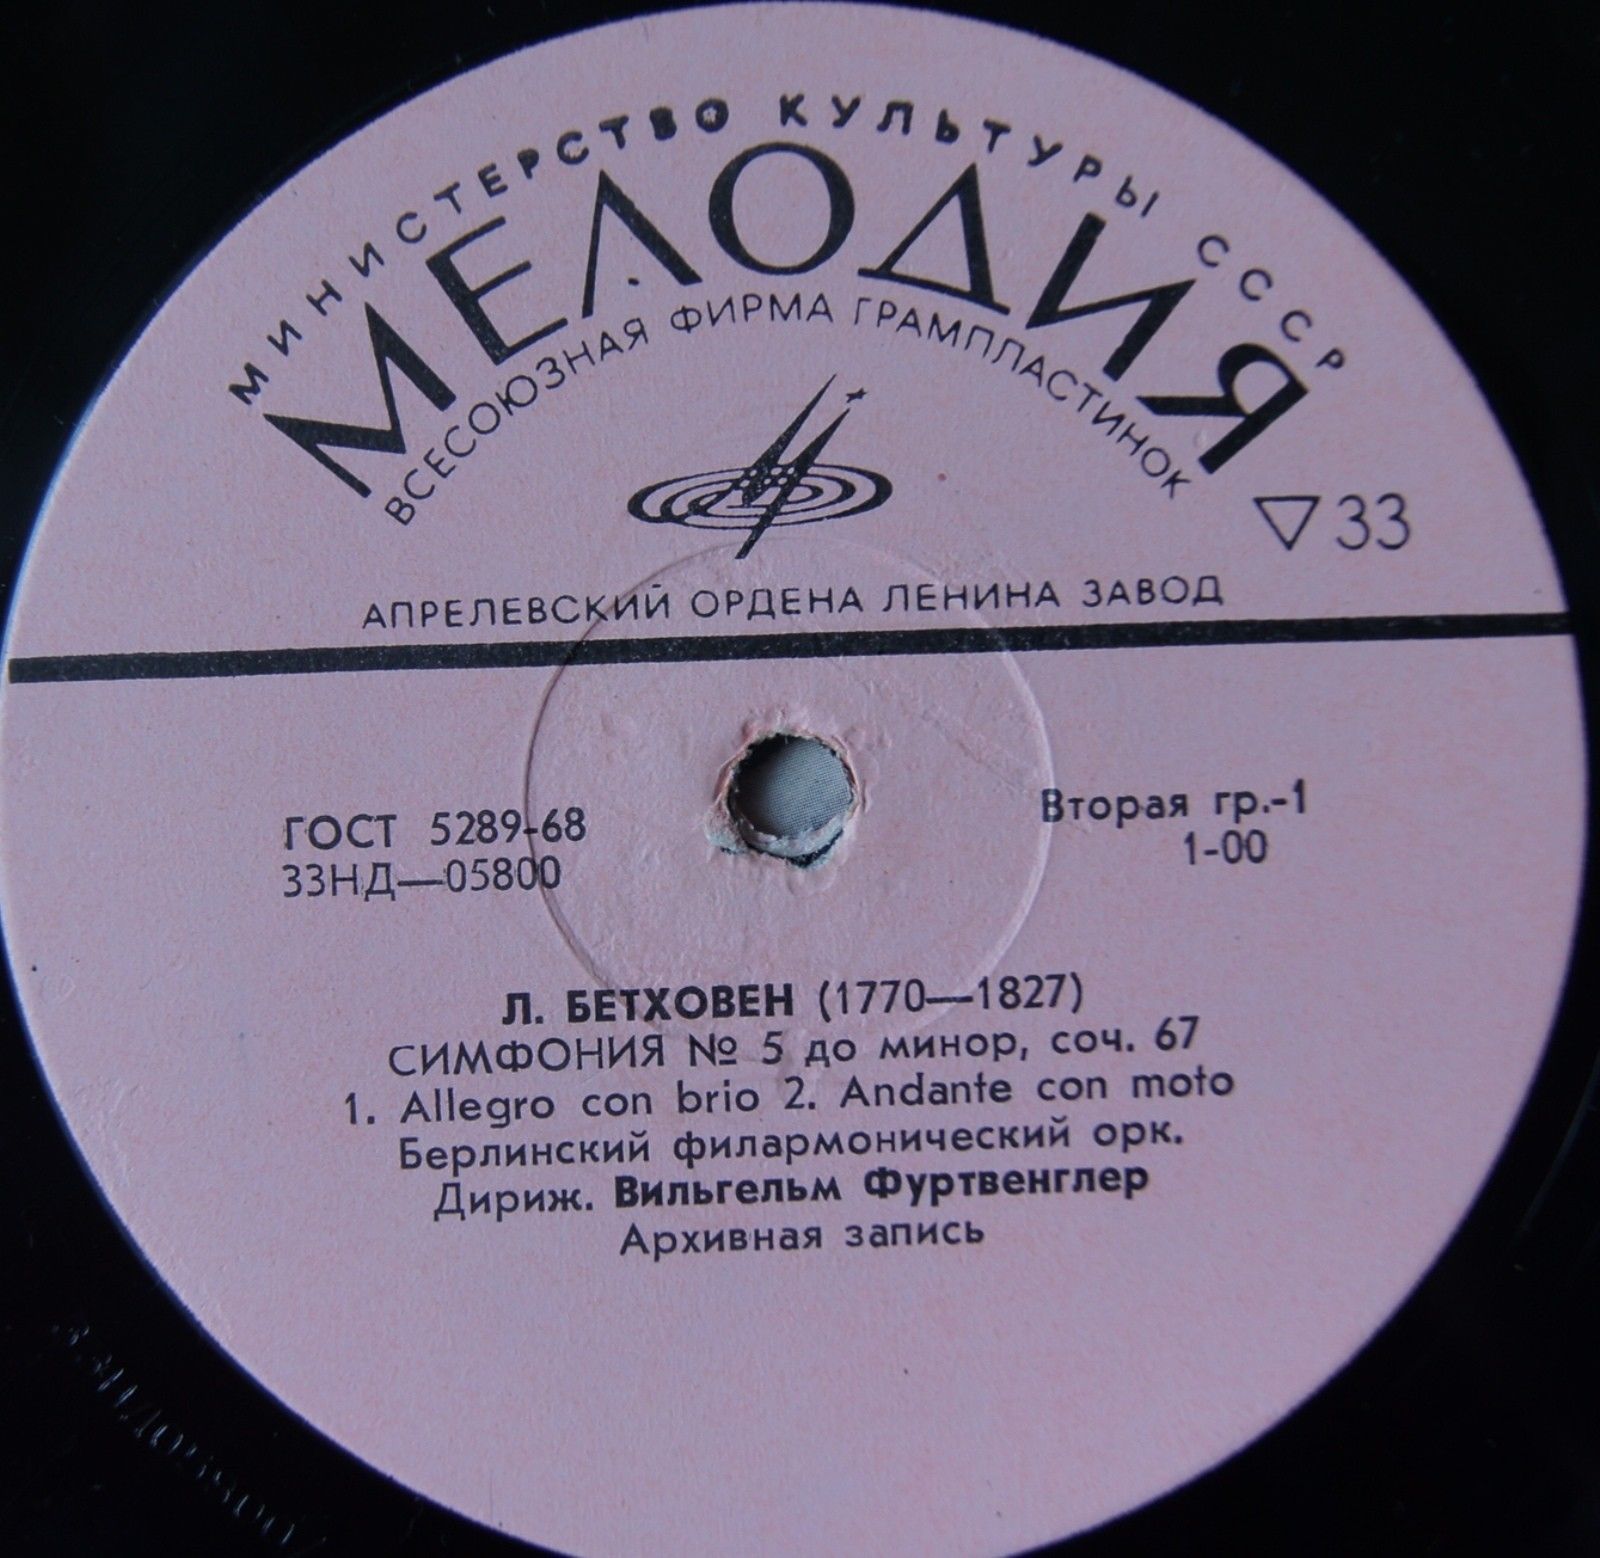 МИНИСТЕРСТВО КУЛЬТУРЫ СССР
МЕЛОДИЯ
ВСЕСОЮЗНАЯ ФИРМА ГРАМПЛАСТИНОК
▽33
АПРЕЛЕВСКИЙ ОРДЕНА ЛЕНИНА ЗАВОД
ГОСТ 5289-68
33НД—05800
Вторая гр.-1
1-00
Л. БЕТХОВЕН (1770—1827)
СИМФОНИЯ № 5 до минор, соч. 67
1. Allegro con brio 2. Andante con moto
Берлинский филармонический орк.
Дириж. Вильгельм Фуртвенглер
Архивная запись